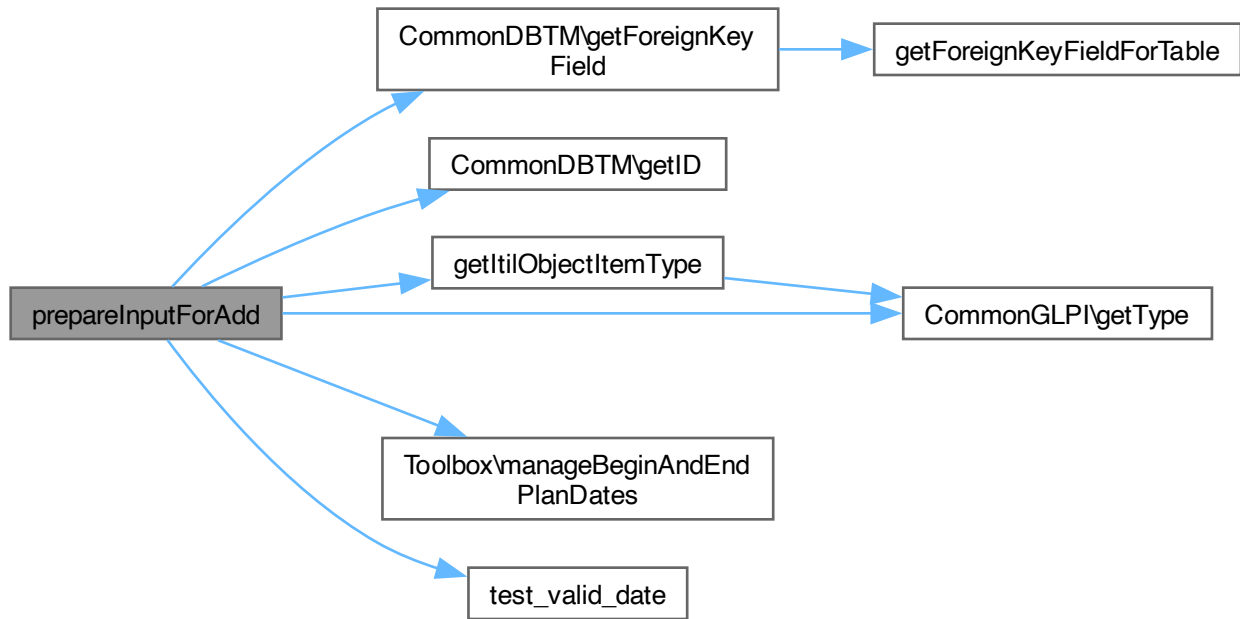 CommonDBTM\getForeignKey
Field
getForeignKeyFieldForTable
CommonDBTM\getID
getItilObjectItemType
prepareInputForAdd
CommonGLPI\getType
Toolbox\manageBeginAndEnd
PlanDates
test_valid_date